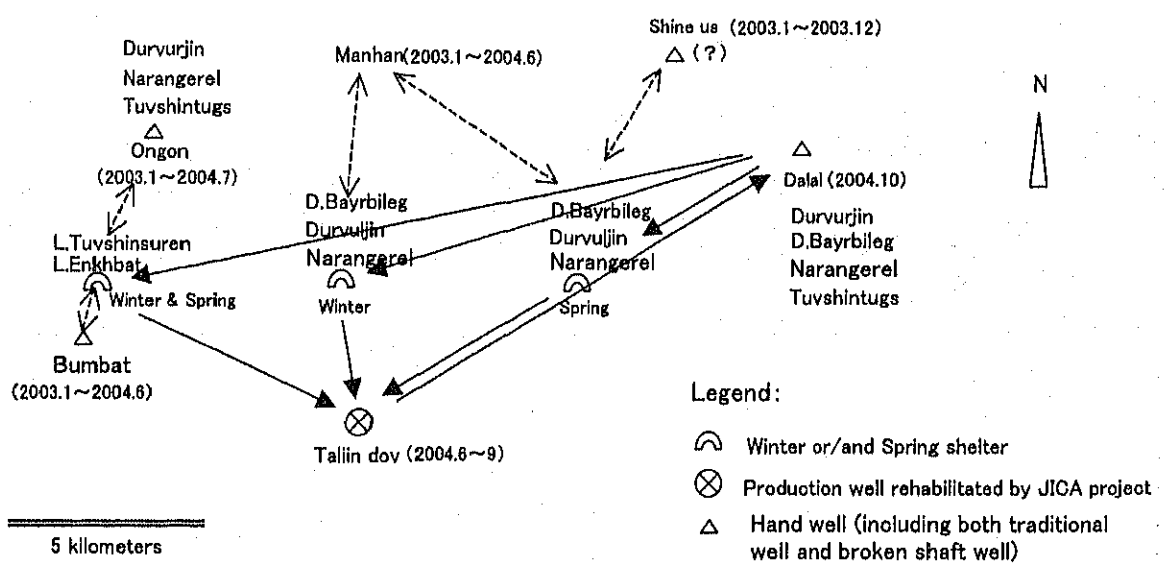 Shine us (2003.1～2003.12)
△ (?)
Durvurjin
Narangerel
Tuvshintugs
Ongon
(2003.1～2004.7)
Manhan(2003.1～2004.6)
N
Dalal (2004.10)
Durvurjin
D.Bayrbileg
Narangerel
Tuvshintugs
L.Tuvshinsuren
L.Enkhbat
Winter & Spring
D.Bayrbileg
Durvuljin
Narangerel
Winter
D.Bayrbileg
Durvuljin
Narangerel
Spring
Bumbat
(2003.1～2004.6)
Taliin dov (2004.6～9)
5 kilometers
Legend:
Winter or/and Spring shelter
Production well rehabilitated by JICA project
Hand well (including both traditional
well and broken shaft well)